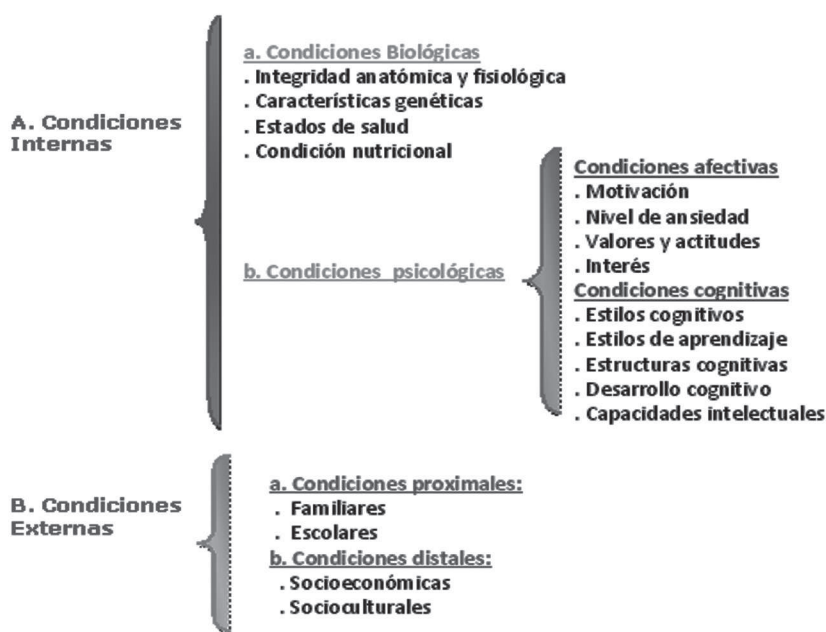 A. Condiciones
Internas
a. Condiciones Biológicas
. Integridad anatómica y fisiológica
. Características genéticas
. Estados de salud
. Condición nutricional
b. Condiciones psicológicas
Condiciones afectivas
. Motivación
. Nivel de ansiedad
. Valores y actitudes
. Interés
Condiciones cognitivas
. Estilos cognitivos
. Estilos de aprendizaje
. Estructuras cognitivas
. Desarrollo cognitivo
. Capacidades intelectuales
B. Condiciones
Externas
a. Condiciones proximales:
. Familiares
. Escolares
b. Condiciones distales:
. Socioeconómicas
. Socioculturales